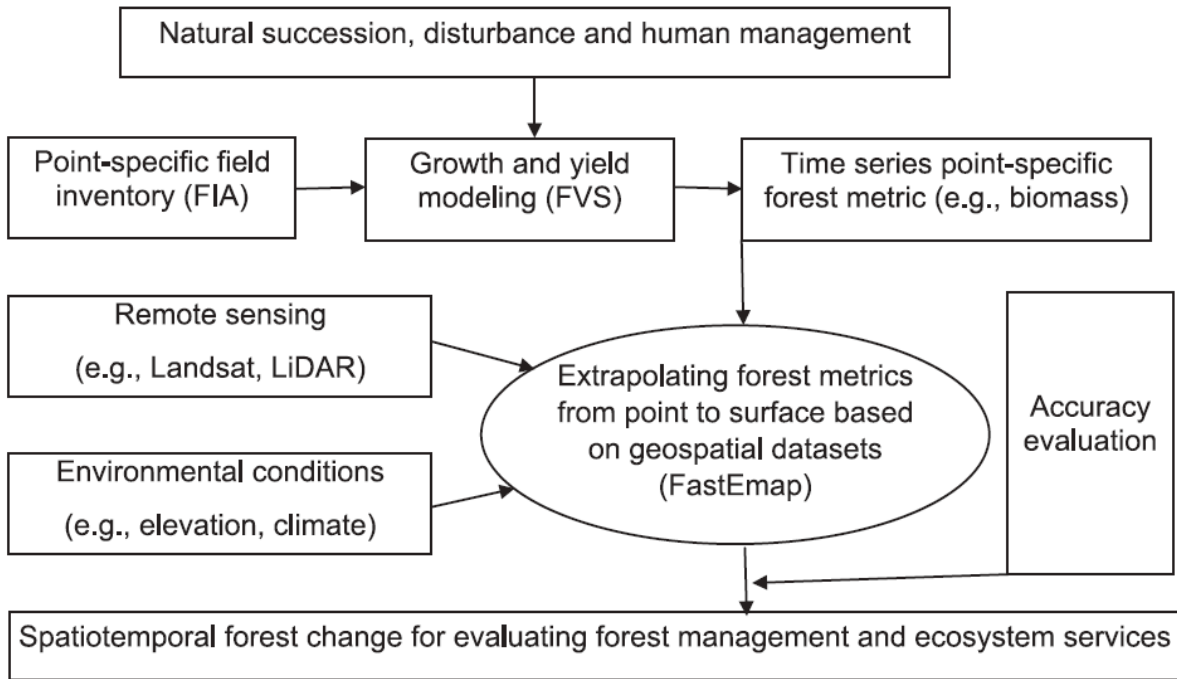 Natural succession, disturbance and human management
Point-specific field
inventory (FIA)
Growth and yield
modeling (FVS)
Time series point-specific
forest metric (e.g., biomass)
Remote sensing
(e.g., Landsat, LiDAR)
Environmental conditions
(e.g., elevation, climate)
Extrapolating forest metrics
from point to surface based
on geospatial datasets
(FastEmap)
Accuracy
evaluation
Spatiotemporal forest change for evaluating forest management and ecosystem services